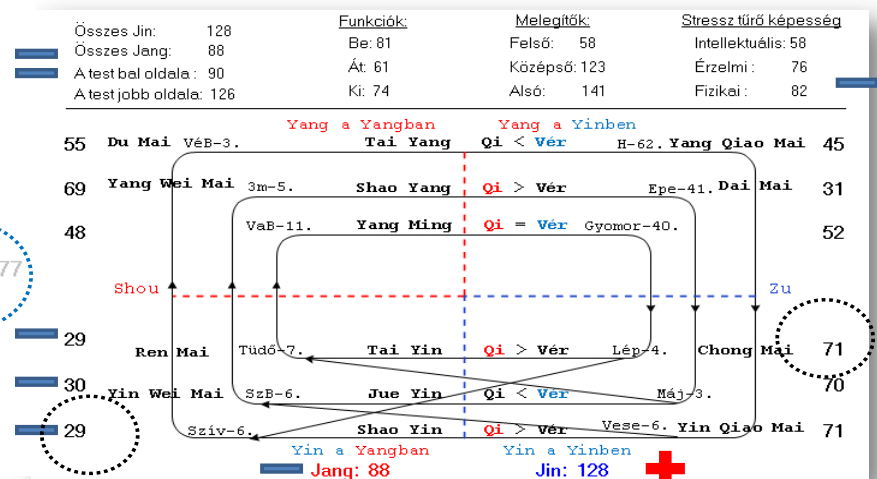 Összes Jin: 128
Összes Jang: 88
A test bal oldala : 90
A test jobb oldala: 126
Funkciók:
Be: 81
Át: 61
Ki: 74
Melegítők:
Felső: 58
Középső: 123
Alsó: 141
Stressz tűrő képesség
Intellektuális: 58
Érzelmi : 76
Fizikai : 82
Yang a Yangban Yang a Yinben
55 Du Mai VéB-3. Tai Yang Qi < Vér H-62. Yang Qiao Mai 45
69 Yang Wei Mai 3m-5. Shao Yang Qi > Vér Epe-41. Dai Mai 31
48 VaB-11. Yang Ming Qi = Vér Gyomor-40. 52
77
Shou Zu
29 Ren Mai Tüdő-7. Tai Yin Qi > Vér Lép-4. Chong Mai 71
30 Yin Wei Mai SzB-6. Jue Yin Qi < Vér Máj-3. 70
29 Szív-6. Shao Yin Qi > Vér Vese-6. Yin Qiao Mai 71
Yin a Yangban Yin a Yinben
Jang: 88 Jin: 128